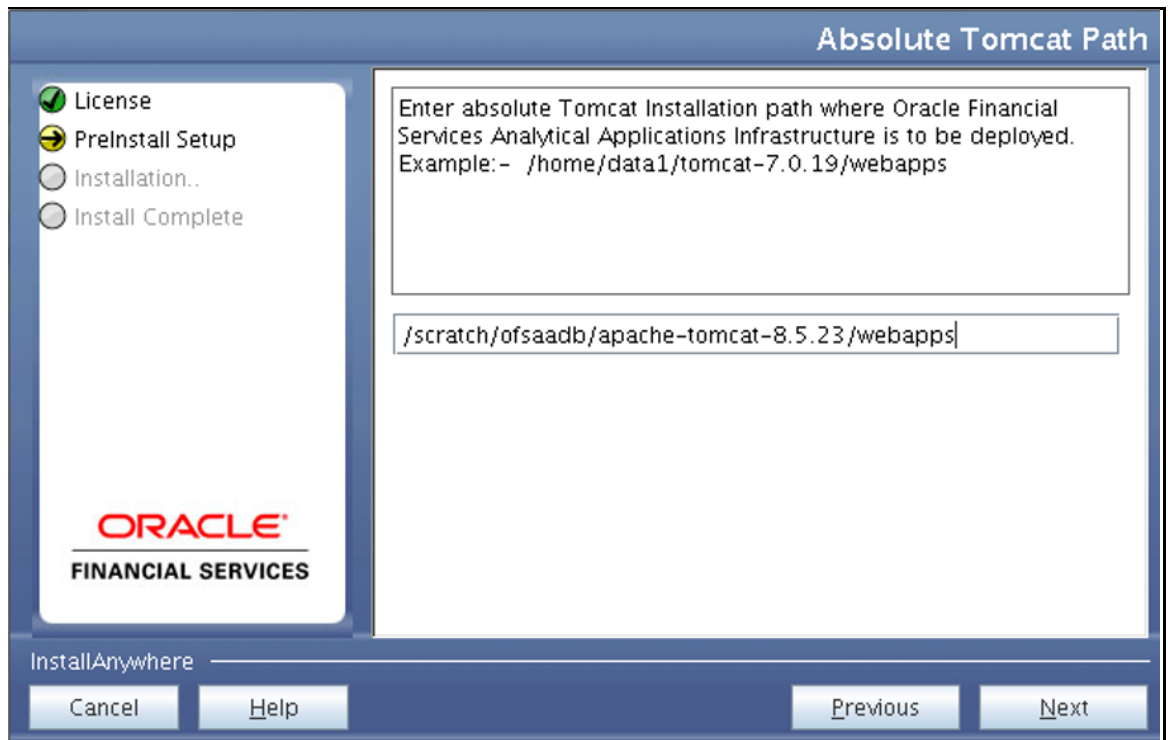 Absolute Tomcat Path
License
PreInstall Setup
Installation..
Install Complete
ORACLE®
FINANCIAL SERVICES
Enter absolute Tomcat Installation path where Oracle Financial
Services Analytical Applications Infrastructure is to be deployed.
Example:- /home/data1/tomcat-7.0.19/webapps
/scratch/ofsaadb/apache-tomcat-8.5.23/webapps
InstallAnywhere
Cancel
Help
Previous
Next